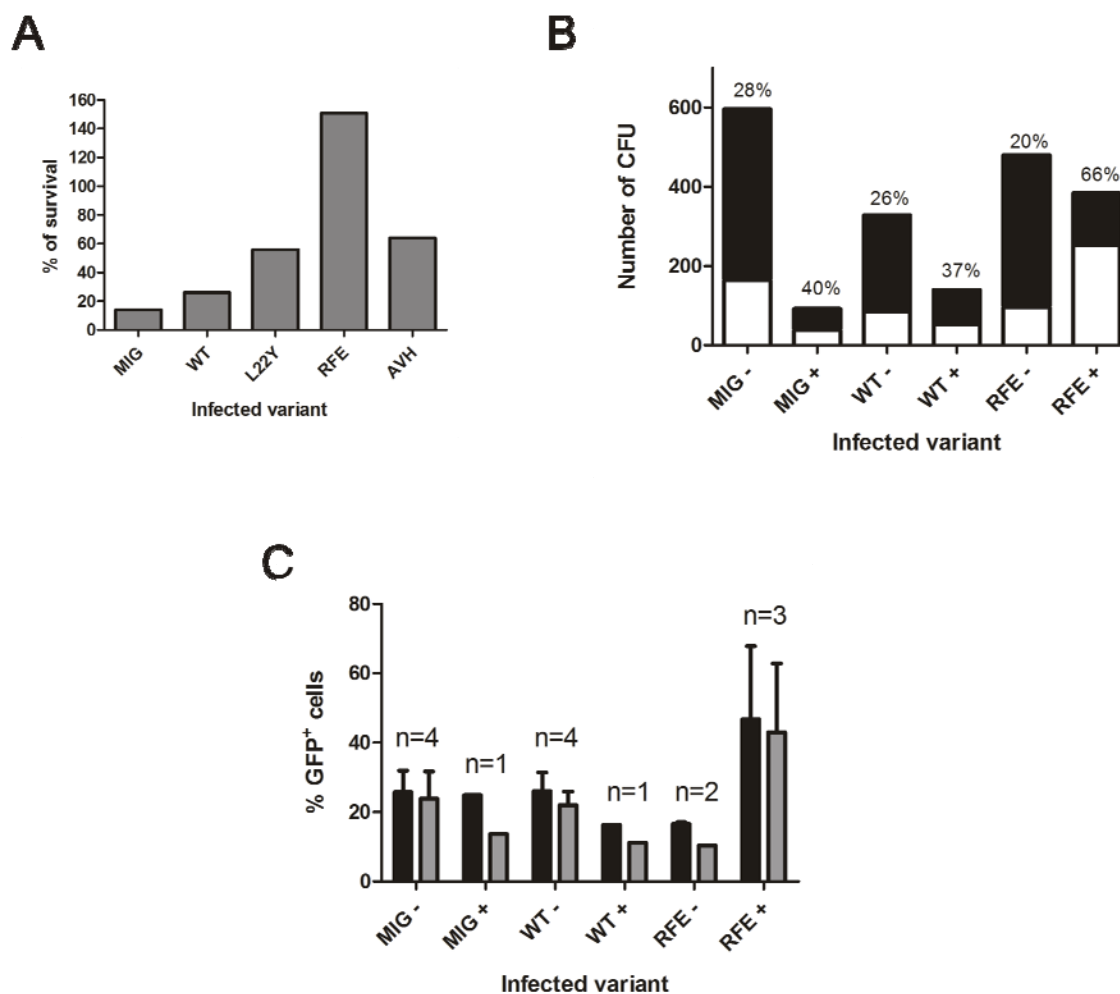 A
% of survival
160
140
120
100
80
60
40
20
0
MIG
WT
L22Y
RFE
AVH
Infected variant
B
Number of CFU
600
400
200
0
28%
40%
26%
37%
20%
66%
MIG -
MIG +
WT -
WT +
RFE -
RFE +
Infected variant
C
% GFP⁺ cells
80
60
40
20
0
n=4
n=1
n=4
n=1
n=2
n=3
MIG -
MIG +
WT -
WT +
RFE -
RFE +
Infected variant